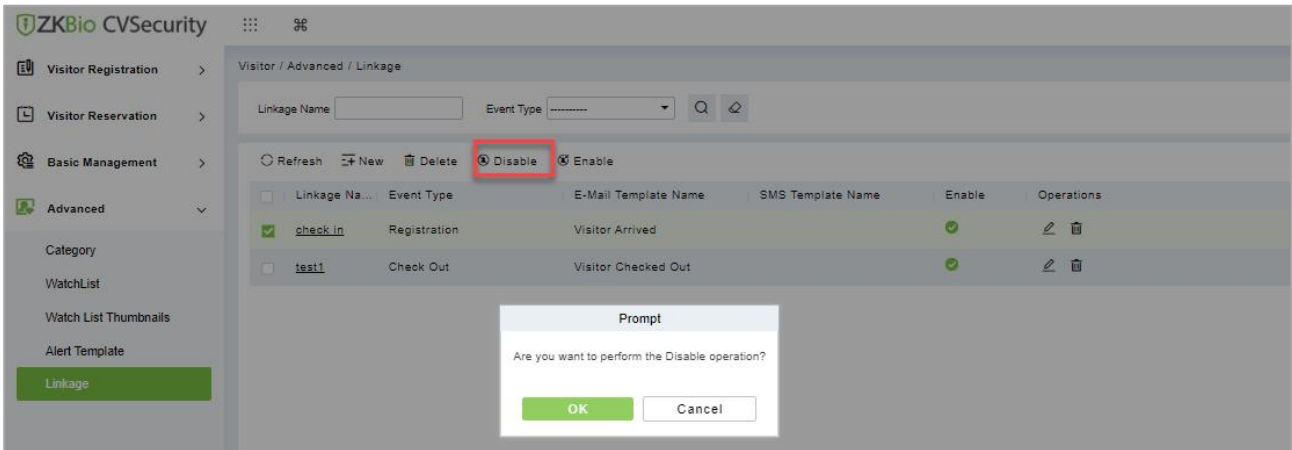 ZKBio CVSecurity
Visitor Registration
Visitor Reservation
Basic Management
Advanced
Category
WatchList
Watch List Thumbnails
Alert Template
Linkage
Visitor / Advanced / Linkage
Linkage Name Event Type ----------
Refresh New Delete Disable Enable
Linkage Na... Event Type E-Mail Template Name SMS Template Name Enable Operations
check in Registration Visitor Arrived
test1 Check Out Visitor Checked Out
Prompt
Are you want to perform the Disable operation?
OK Cancel